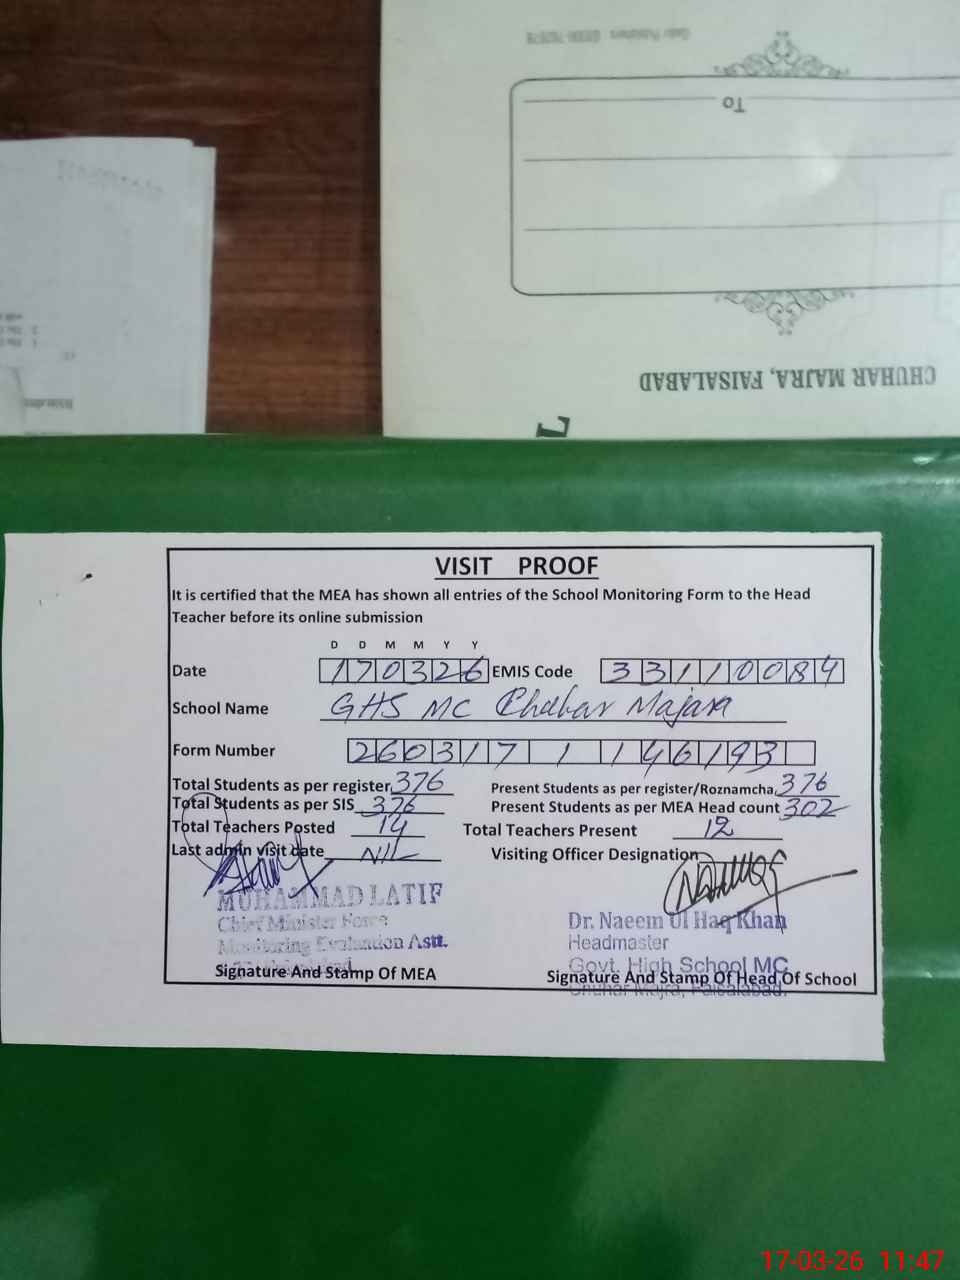 Qadri Publishers
To
CHUHAR MAJRA, FAISALABAD
VISIT PROOF
It is certified that the MEA has shown all entries of the School Monitoring Form to the Head
Teacher before its online submission
D D M M Y Y
Date 170326 EMIS Code 33110084
School Name GHS MC Chuhar Majara
Form Number 260317 1 146193
Total Students as per register 376 Present Students as per register/Roznamcha 376
Total Students as per SIS 376 Present Students as per MEA Head count 302
Total Teachers Posted 14 Total Teachers Present 12
Last admin visit date NIL Visiting Officer Designation
MUHAMMAD LATIF
Chief Minister Force
Monitoring Evaluation Astt.
Signature And Stamp Of MEA
Dr. Naeem Ul Haq Khan
Headmaster
Govt. High School MC
Signature And Stamp Of Head Of School
Chuhar Majra, Faisalabad.
17-03-26 11:47